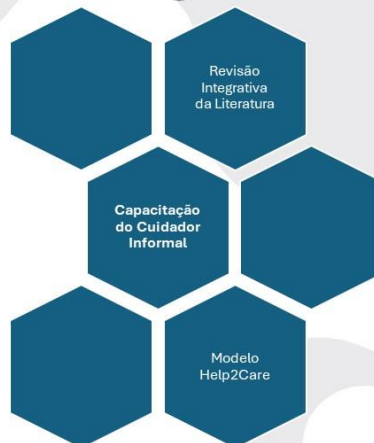 Revisão
Integrativa
da Literatura
Capacitação
do Cuidador
Informal
Modelo
Help2Care